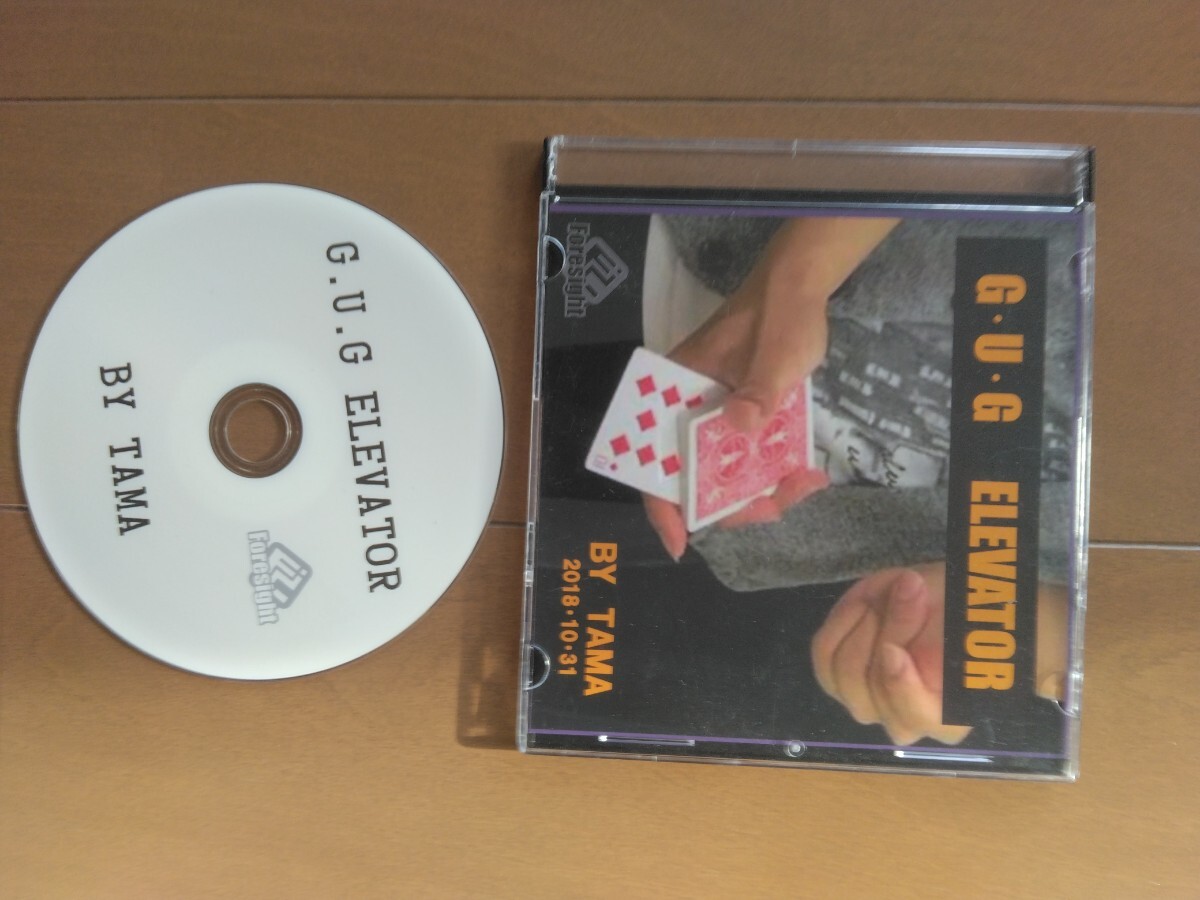 G.U.G ELEVATOR
BY TAMA
Foresight
G・U・G ELEVATOR
BY TAMA
2018・10・31
Foresight